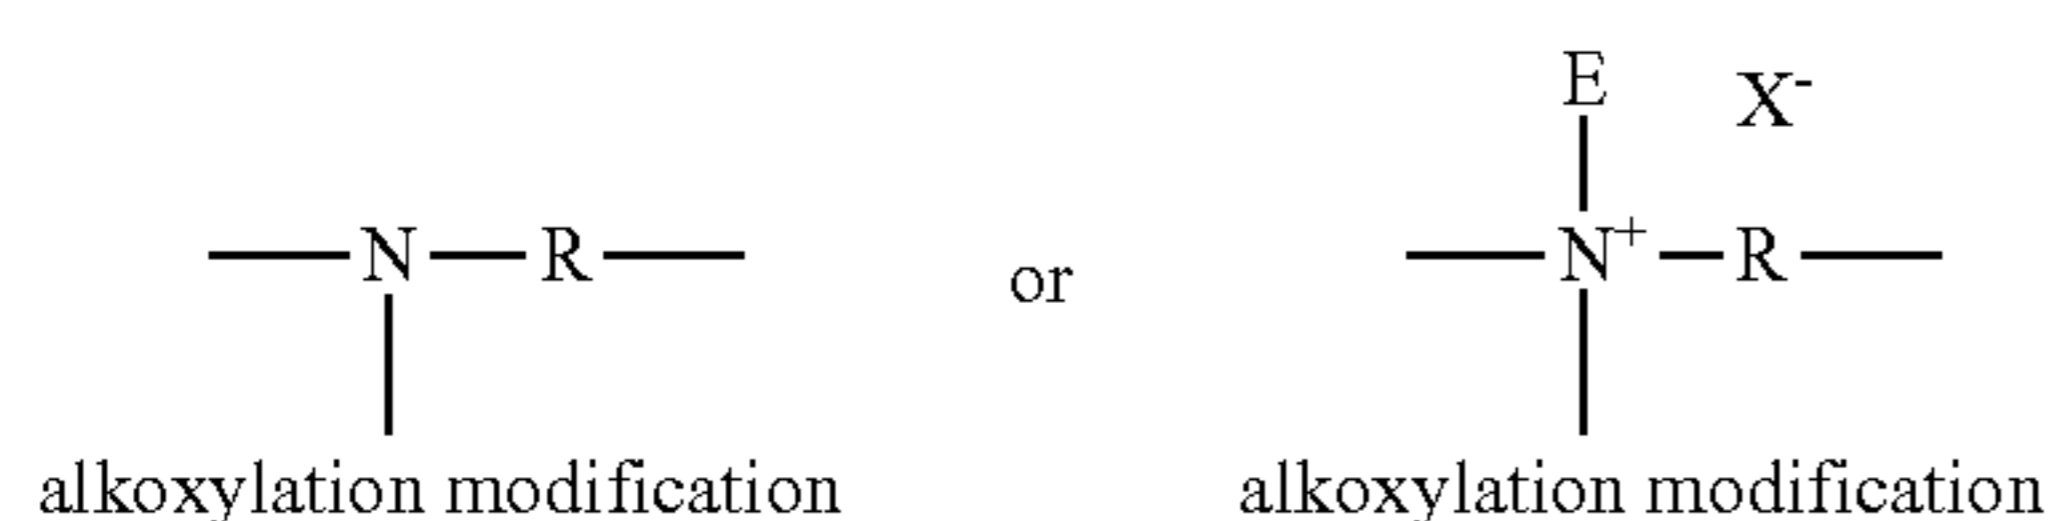 E X-
N R or N+ R
alkoxylation modification alkoxylation modification